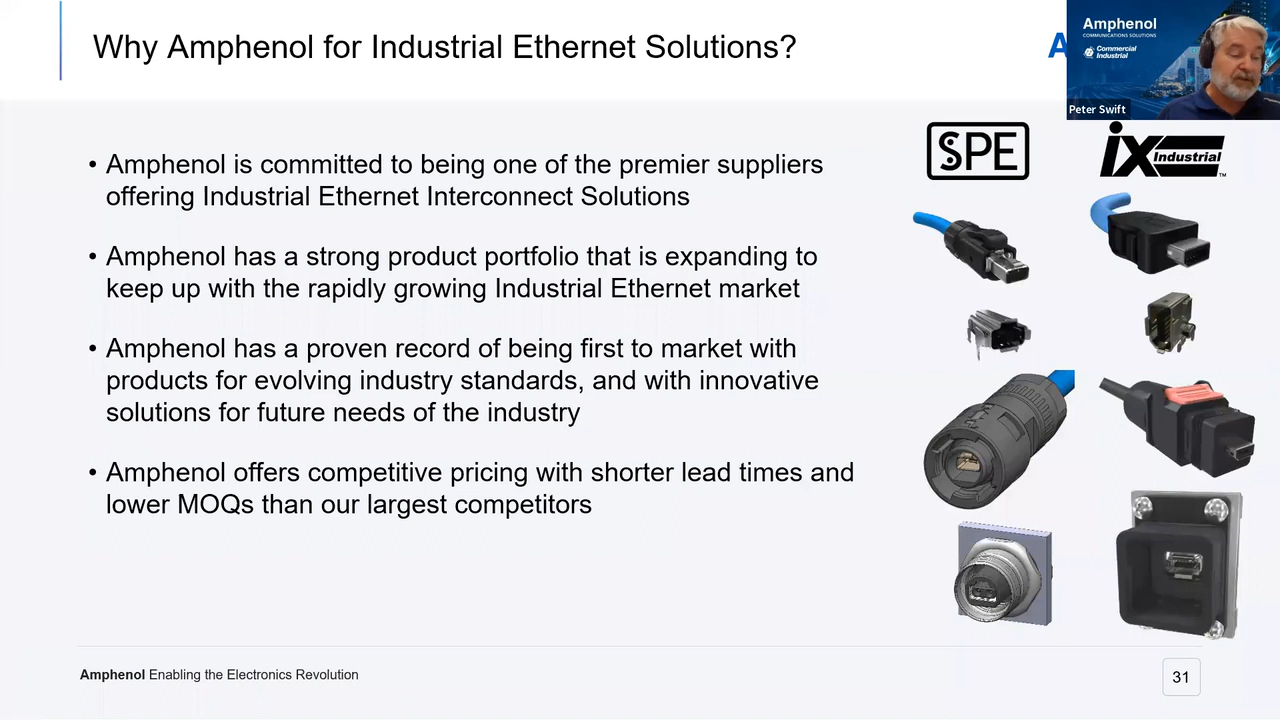 Why Amphenol for Industrial Ethernet Solutions?
A
Amphenol
COMMUNICATIONS SOLUTIONS
Commercial
Industrial
Peter Swift
SPE
ix Industrial™
• Amphenol is committed to being one of the premier suppliers
offering Industrial Ethernet Interconnect Solutions
• Amphenol has a strong product portfolio that is expanding to
keep up with the rapidly growing Industrial Ethernet market
• Amphenol has a proven record of being first to market with
products for evolving industry standards, and with innovative
solutions for future needs of the industry
• Amphenol offers competitive pricing with shorter lead times and
lower MOQs than our largest competitors
Amphenol Enabling the Electronics Revolution
31